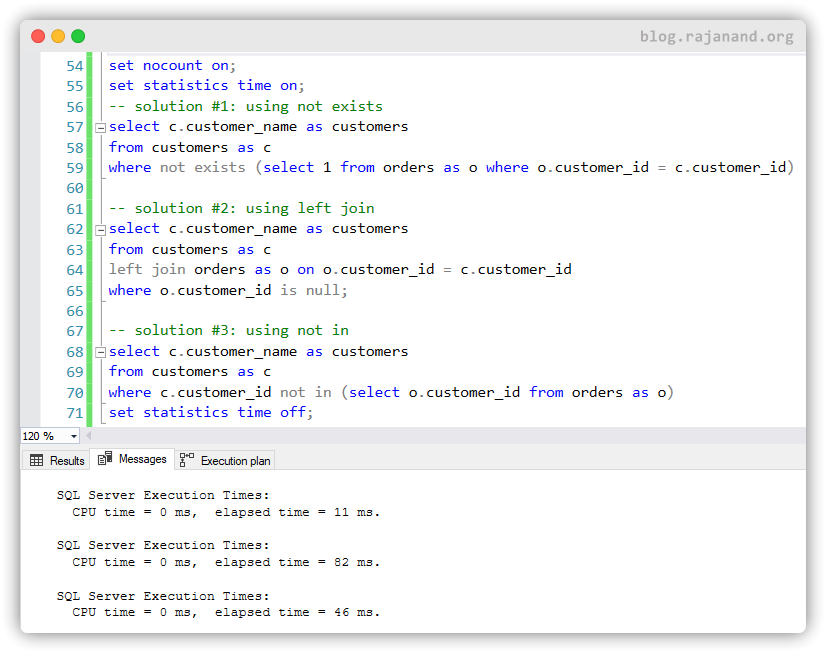 blog.rajanand.org
54 set nocount on;
55 set statistics time on;
56 -- solution #1: using not exists
57 select c.customer_name as customers
58 from customers as c
59 where not exists (select 1 from orders as o where o.customer_id = c.customer_id)
60
61 -- solution #2: using left join
62 select c.customer_name as customers
63 from customers as c
64 left join orders as o on o.customer_id = c.customer_id
65 where o.customer_id is null;
66
67 -- solution #3: using not in
68 select c.customer_name as customers
69 from customers as c
70 where c.customer_id not in (select o.customer_id from orders as o)
71 set statistics time off;
120 %
Results Messages Execution plan
SQL Server Execution Times:
CPU time = 0 ms, elapsed time = 11 ms.
SQL Server Execution Times:
CPU time = 0 ms, elapsed time = 82 ms.
SQL Server Execution Times:
CPU time = 0 ms, elapsed time = 46 ms.